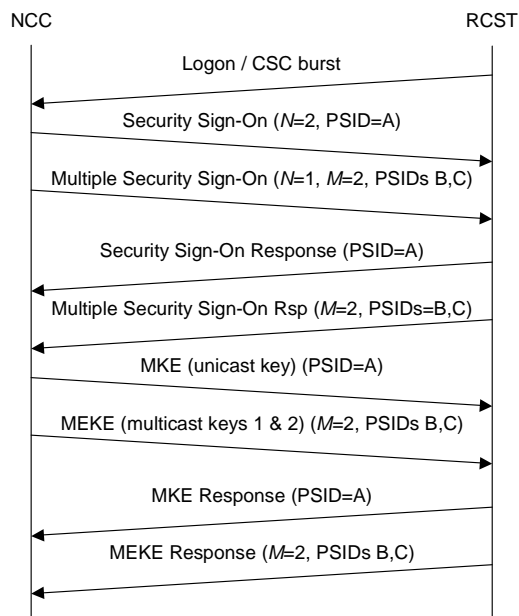 NCC
RCST
Logon / CSC burst
Security Sign-On (N=2, PSID=A)
Multiple Security Sign-On (N=1, M=2, PSIDs B,C)
Security Sign-On Response (PSID=A)
Multiple Security Sign-On Rsp (M=2, PSIDs=B,C)
MKE (unicast key) (PSID=A)
MEKE (multicast keys 1 & 2) (M=2, PSIDs B,C)
MKE Response (PSID=A)
MEKE Response (M=2, PSIDs B,C)